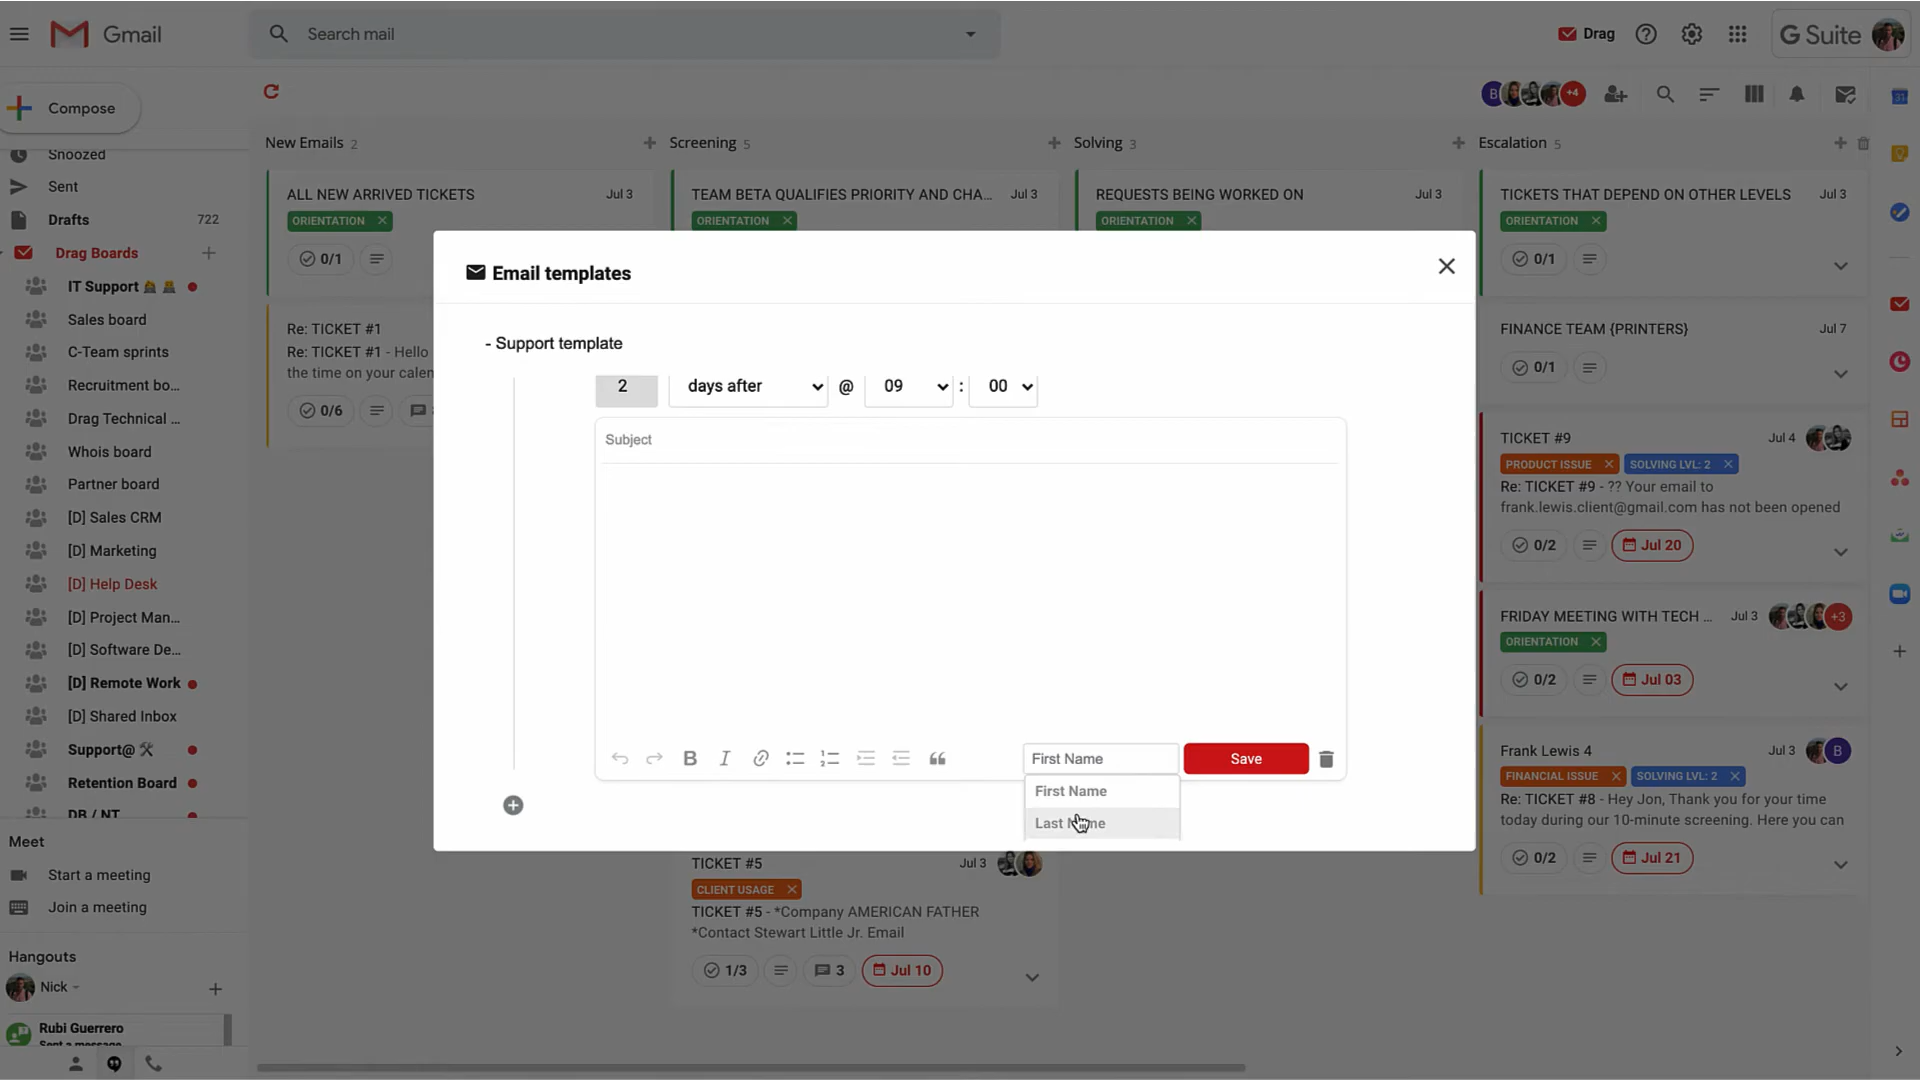 Gmail
Search mail
Drag
G Suite
Compose
+4
Snoozed
Sent
Drafts 722
Drag Boards
IT Support
Sales board
C-Team sprints
Recruitment bo...
Drag Technical ...
Whois board
Partner board
[D] Sales CRM
[D] Marketing
[D] Help Desk
[D] Project Man...
[D] Software De...
[D] Remote Work
[D] Shared Inbox
Support@
Retention Board
DB / NT
Meet
Start a meeting
Join a meeting
Hangouts
Nick
Rubi Guerrero
Sent a message
New Emails 2
ALL NEW ARRIVED TICKETS Jul 3
ORIENTATION
0/1
Re: TICKET #1
Re: TICKET #1 - Hello
the time on your calen
0/6
Screening 5
TEAM BETA QUALIFIES PRIORITY AND CHA... Jul 3
ORIENTATION
Solving 3
REQUESTS BEING WORKED ON Jul 3
ORIENTATION
Escalation 5
TICKETS THAT DEPEND ON OTHER LEVELS Jul 3
ORIENTATION
0/1
FINANCE TEAM {PRINTERS} Jul 7
0/1
TICKET #9 Jul 4
PRODUCT ISSUE SOLVING LVL: 2
Re: TICKET #9 - ?? Your email to
frank.lewis.client@gmail.com has not been opened
0/2 Jul 20
FRIDAY MEETING WITH TECH ... Jul 3 +3
ORIENTATION
0/2 Jul 03
Frank Lewis 4 Jul 3 B
FINANCIAL ISSUE SOLVING LVL: 2
Re: TICKET #8 - Hey Jon, Thank you for your time
today during our 10-minute screening. Here you can
0/2 Jul 21
Email templates
- Support template
2 days after @ 09 : 00
Subject
First Name Save
First Name
TICKET #5 Jul 3
CLIENT USAGE
TICKET #5 - *Company AMERICAN FATHER
*Contact Stewart Little Jr. Email
1/3 3 Jul 10